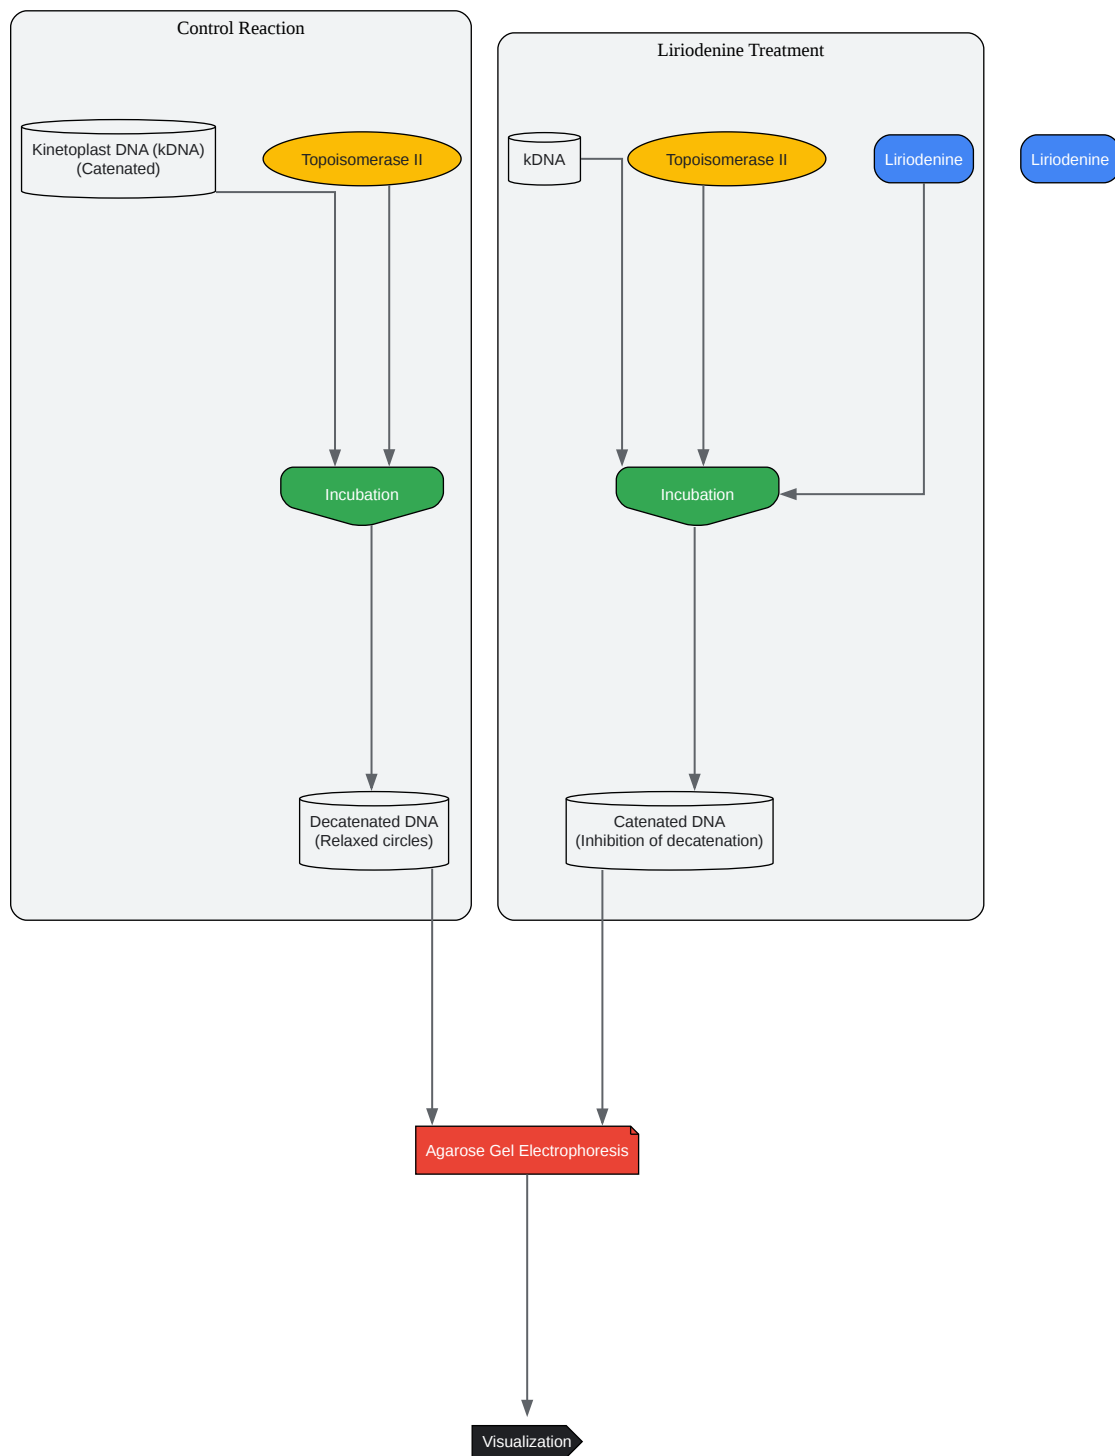 Control Reaction
Liriodenine Treatment
Kinetoplast DNA (kDNA)
(Catenated)
Topoisomerase II
kDNA
Topoisomerase II
Liriodenine
Liriodenine
Incubation
Incubation
Decatenated DNA
(Relaxed circles)
Catenated DNA
(Inhibition of decatenation)
Agarose Gel Electrophoresis
Visualization